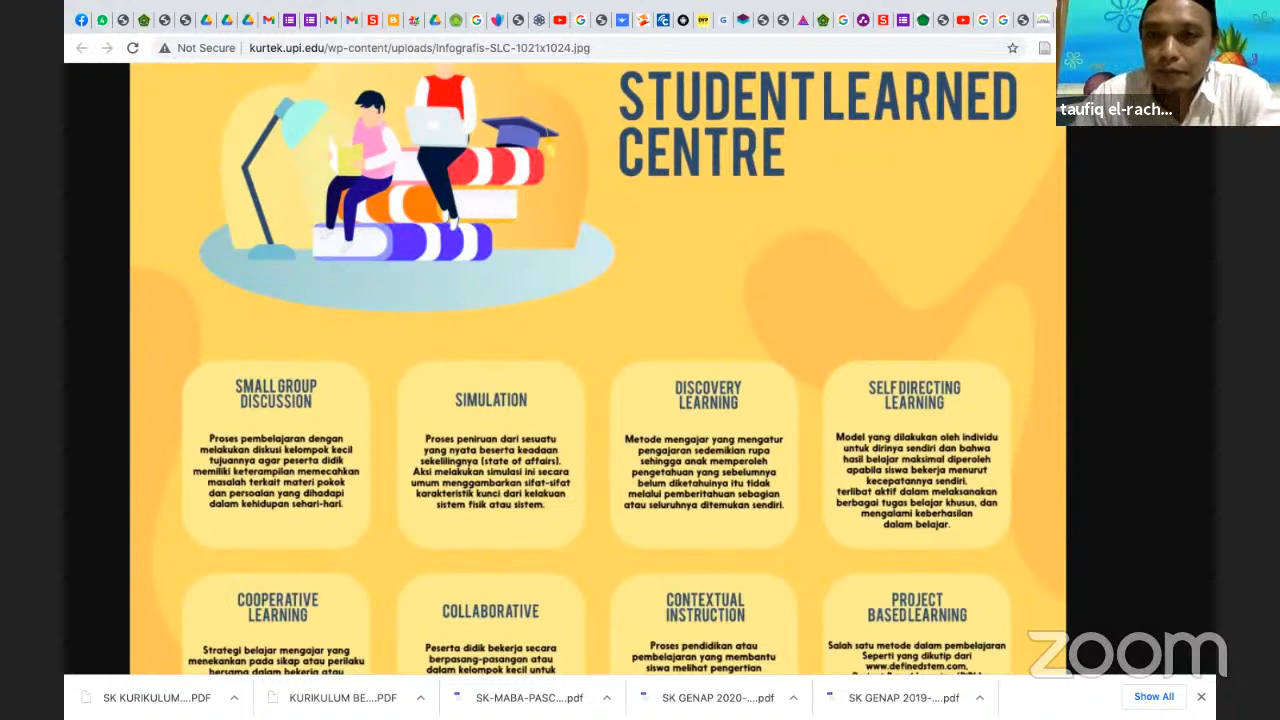 Not Secure
kurtek.upi.edu/wp-content/uploads/Infografis-SLC-1021x1024.jpg
taufiq el-rach...
STUDENT LEARNED
CENTRE
SMALL GROUP
DISCUSSION
Proses pembelajaran dengan
melakukan diskusi kelompok kecil
tujuannya agar peserta didik
memiliki keterampilan memecahkan
masalah terkait materi pokok
dan persoalan yang dihadapi
dalam kehidupan sehari-hari.
SIMULATION
Proses peniruan dari sesuatu
yang nyata beserta keadaan
sekelilingnya (state of affairs).
Aksi melakukan simulasi ini secara
umum menggambarkan sifat-sifat
karakteristik kunci dari kelakuan
sistem fisik atau sistem.
DISCOVERY
LEARNING
Metode mengajar yang mengatur
pengajaran sedemikian rupa
sehingga anak memperoleh
pengetahuan yang sebelumnya
belum diketahuinya itu tidak
melalui pemberitahuan sebagian
atau seluruhnya ditemukan sendiri.
SELF DIRECTING
LEARNING
Model yang dilakukan oleh individu
untuk dirinya sendiri dan bahwa
hasil belajar maksimal diperoleh
apabila siswa bekerja menurut
kecepatannya sendiri.
terlibat aktif dalam melaksanakan
berbagai tugas belajar khusus, dan
mengalami keberhasilan
dalam belajar.
COOPERATIVE
LEARNING
Strategi belajar mengajar yang
menekankan pada sikap atau perilaku
bersama dalam bekerja atau
COLLABORATIVE
Peserta didik bekerja secara
berpasang-pasangan atau
dalam kelompok kecil untuk
CONTEXTUAL
INSTRUCTION
Proses pendidikan atau
pembelajaran yang membantu
siswa melihat pengertian
PROJECT
BASED LEARNING
Salah satu metode dalam pembelajaran
Seperti yang dikutip dari
www.definedstem.com,
zoom
SK KURIKULUM....PDF
KURIKULUM BE....PDF
SK-MABA-PASC....pdf
SK GENAP 2020-....pdf
SK GENAP 2019-....pdf
Show All